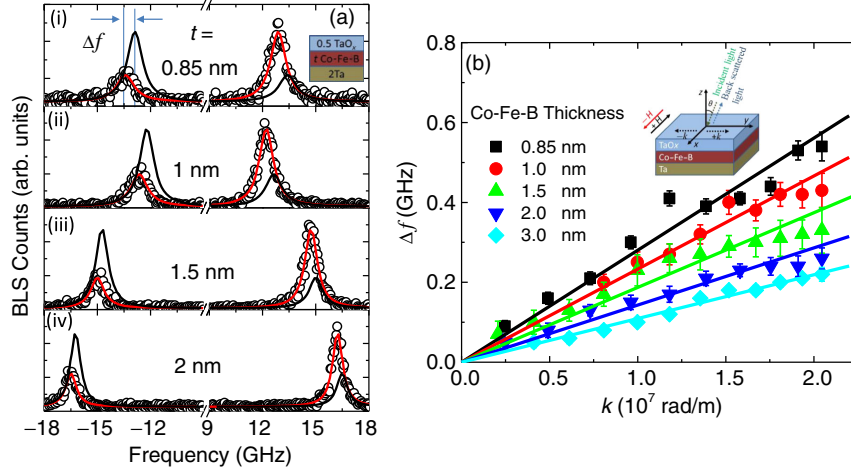 (i)
(a)
Δf
t =
0.85 nm
0.5 TaOx
t Co-Fe-B
2Ta
(ii)
1 nm
(iii)
1.5 nm
(iv)
2 nm
BLS Counts (arb. units)
−18 −15 −12 9 12 15 18
Frequency (GHz)
(b)
0.8
0.6
0.4
0.2
0.0
Δf (GHz)
Co-Fe-B Thickness
0.85 nm
1.0 nm
1.5 nm
2.0 nm
3.0 nm
Incident light
Back scattered
light
z
θ
−H
+H
−k
+k
y
x
TaOx
Co–Fe–B
Ta
0.0 0.5 1.0 1.5 2.0
k (10⁷ rad/m)